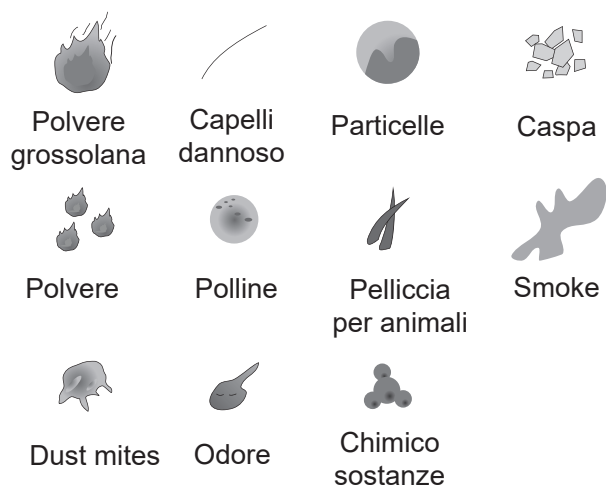 Polvere
grossolana
Capelli
dannoso
Particelle
Caspa
Polvere
Polline
Pelliccia
per animali
Smoke
Dust mites
Odore
Chimico
sostanze